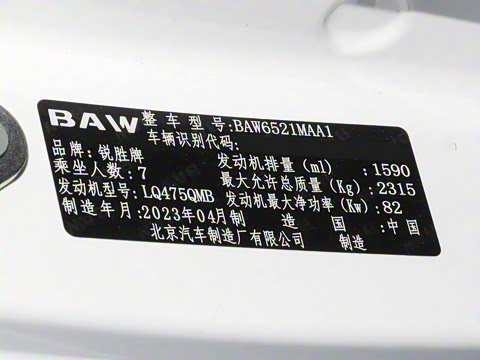 BAW 整车型号:BAW6521MAA1
车辆识别代码:
品牌:锐胜牌 发动机排量(ml) :1590
乘坐人数:7 最大允许总质量(Kg):2315
发动机型号:LQ475QMB 发动机最大净功率(Kw):82
制造年月:2023年04月制 造 国 :中国
北京汽车制造厂有限公司 制造